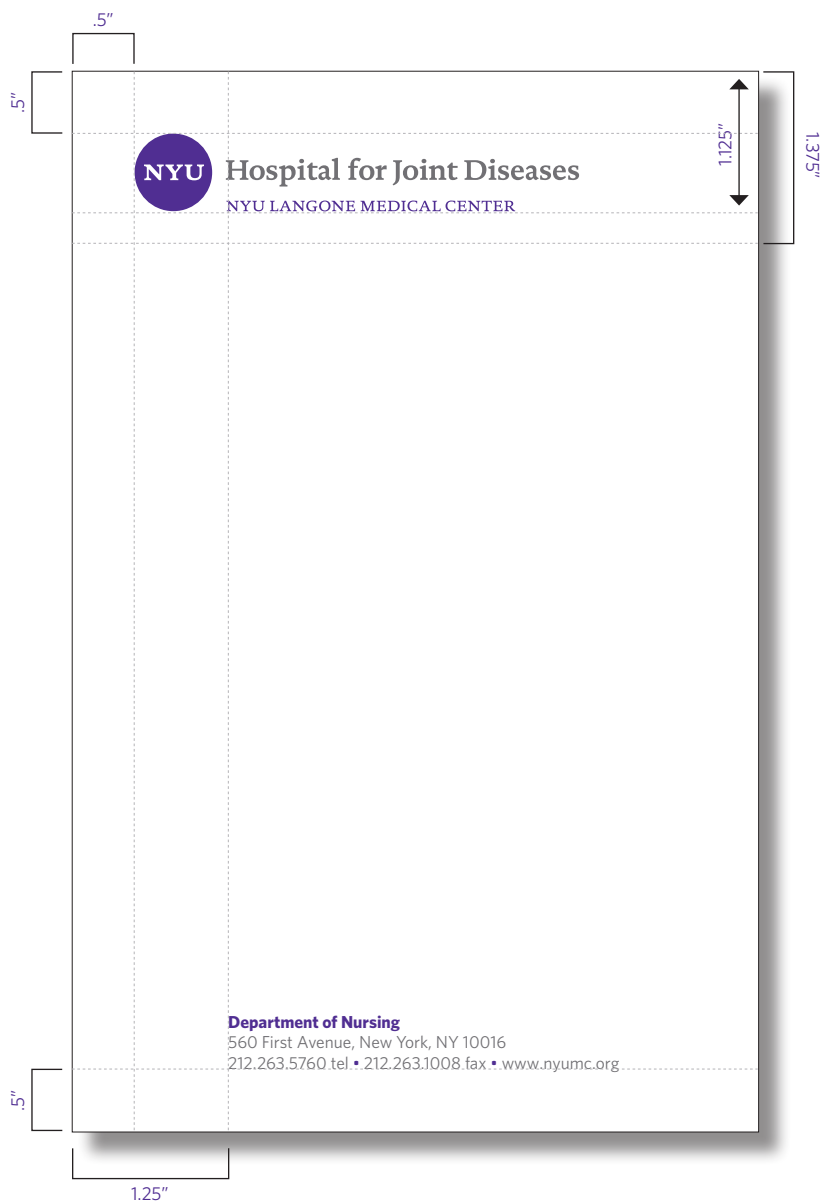 .5”
.5”
1.125”
1.375”
NYU
Hospital for Joint Diseases
NYU LANGONE MEDICAL CENTER
Department of Nursing
560 First Avenue, New York, NY 10016
212.263.5760 tel • 212.263.1008 fax • www.nyumc.org
.5”
1.25”